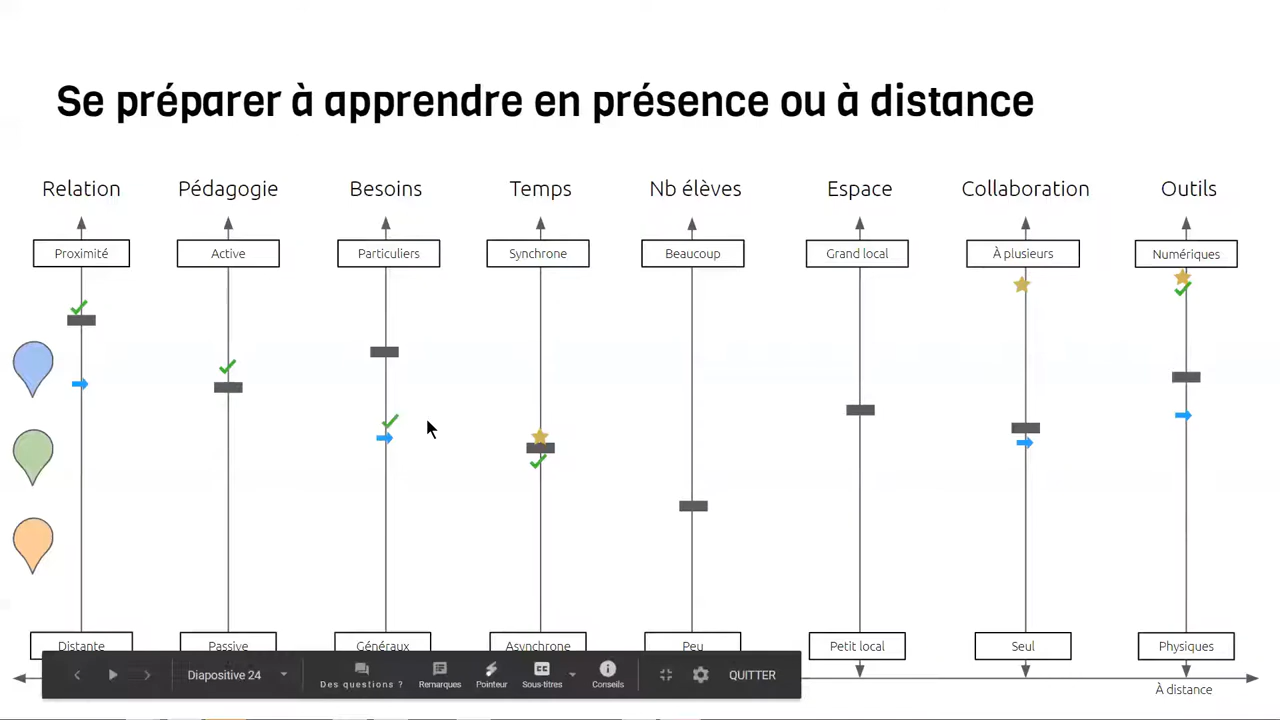 Se préparer à apprendre en présence ou à distance
Relation Pédagogie Besoins Temps Nb élèves Espace Collaboration Outils
Proximité Active Particuliers Synchrone Beaucoup Grand local À plusieurs Numériques
Distante Passive Généraux Asynchrone Peu Petit local Seul Physiques
Diapositive 24 Des questions ? Remarques Pointeur Sous-titres Conseils QUITTER
À distance